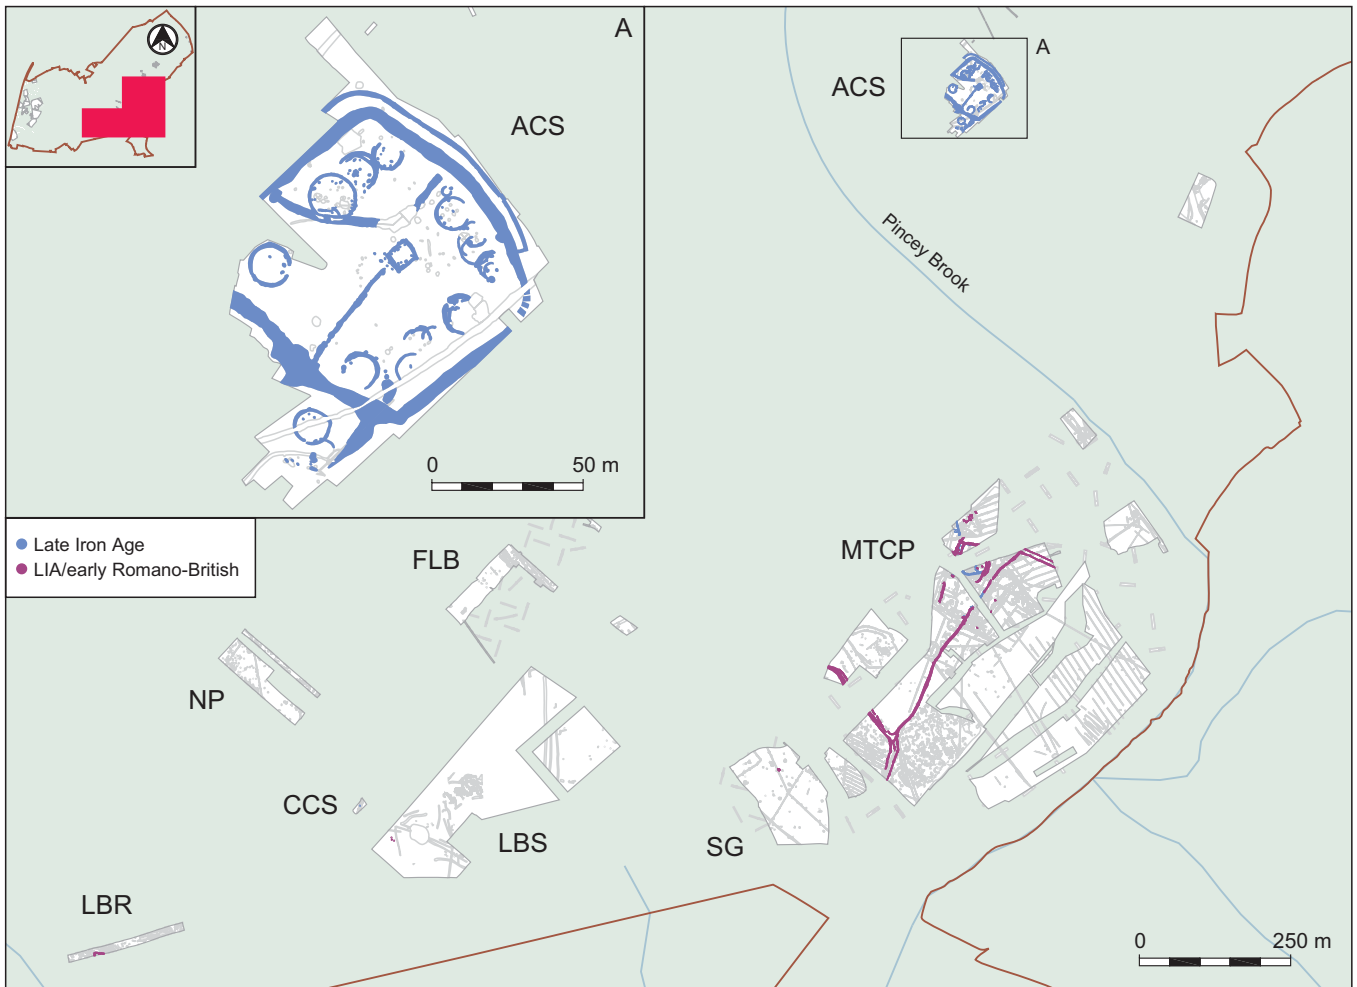 N
A
ACS
0
50 m
Late Iron Age
LIA/early Romano-British
A
ACS
Pincey Brook
FLB
MTCP
NP
CCS
LBS
SG
LBR
0
250 m